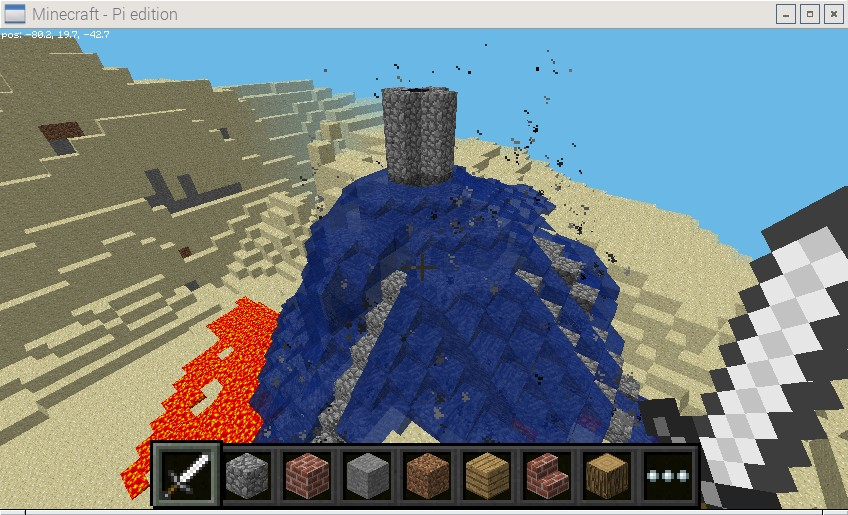 Minecraft - Pi edition
pos: -80.2, 19.7, -42.7